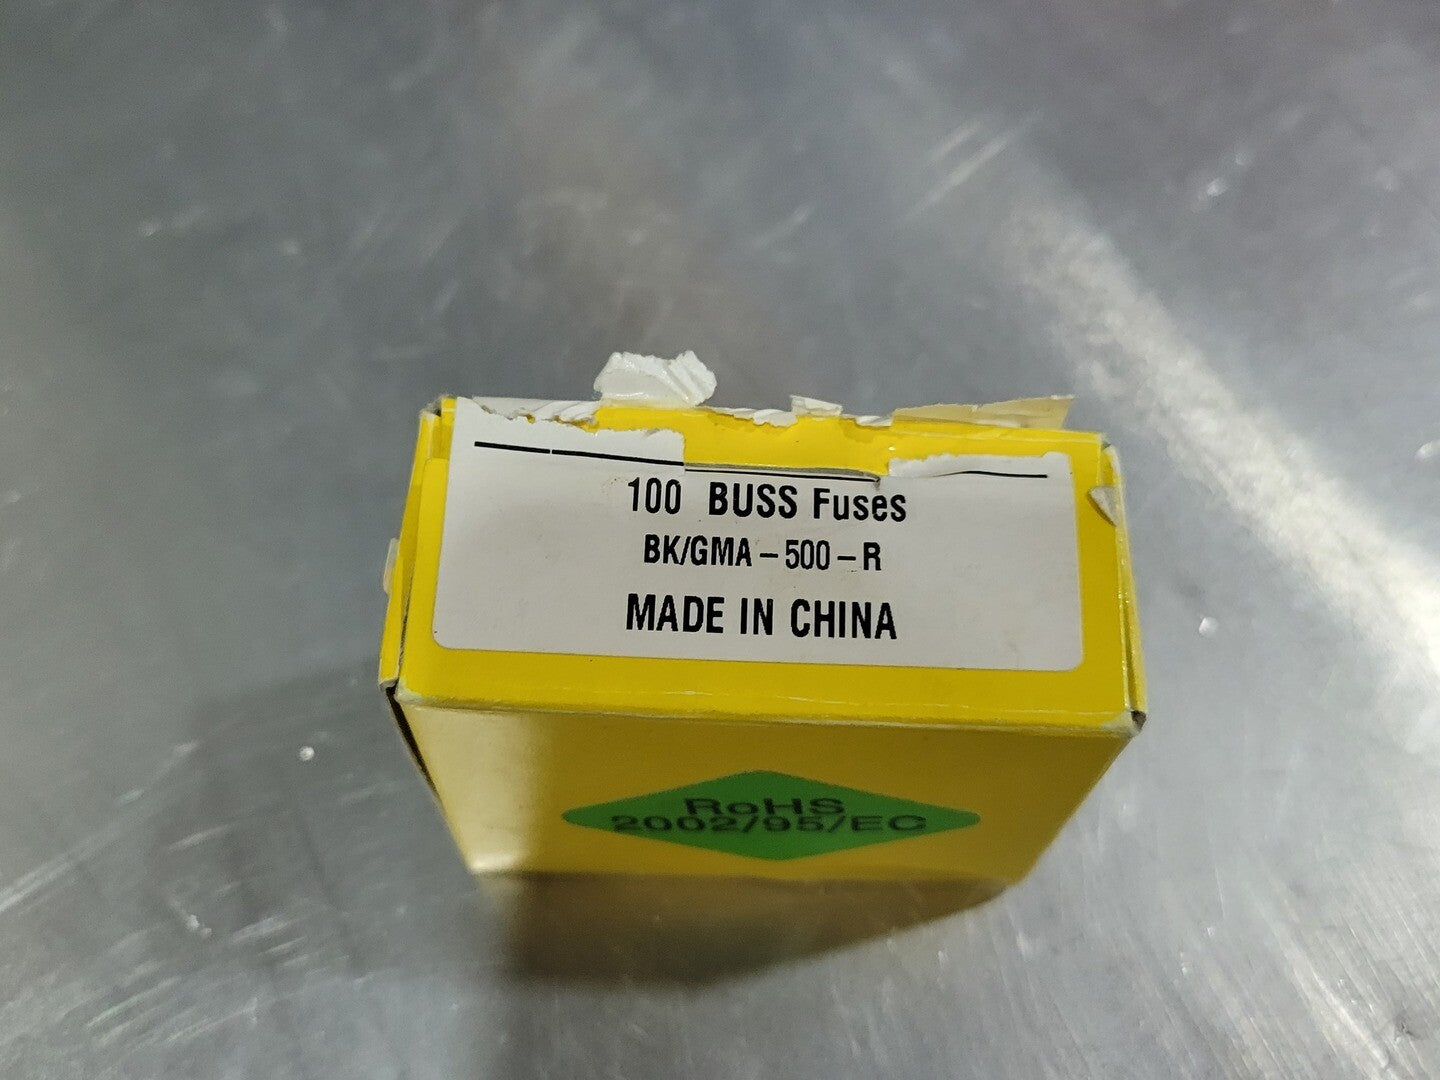 100 BUSS Fuses
BK/GMA – 500 – R
MADE IN CHINA
RoHS
2002/95/EC